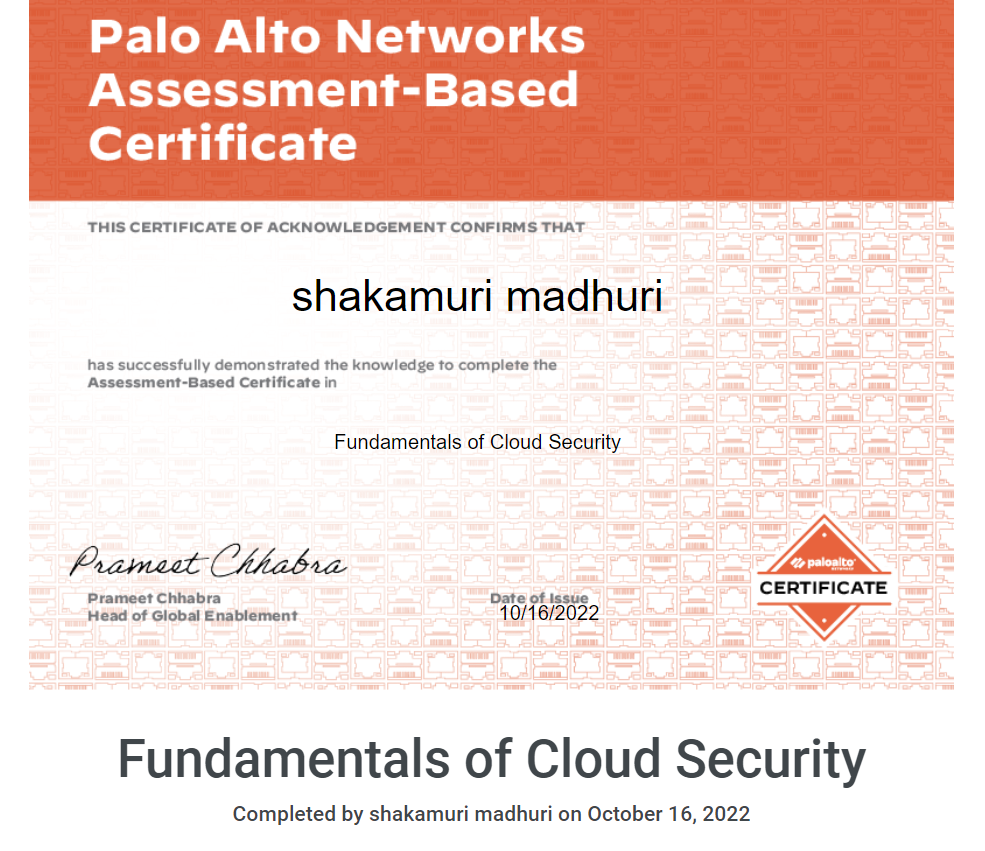 Palo Alto Networks
Assessment-Based
Certificate
THIS CERTIFICATE OF ACKNOWLEDGEMENT CONFIRMS THAT
shakamuri madhuri
has successfully demonstrated the knowledge to complete the
Assessment-Based Certificate in
Fundamentals of Cloud Security
Prameet Chhabra
Prameet Chhabra
Head of Global Enablement
Date of Issue
10/16/2022
paloalto
NETWORKS
CERTIFICATE
Fundamentals of Cloud Security
Completed by shakamuri madhuri on October 16, 2022